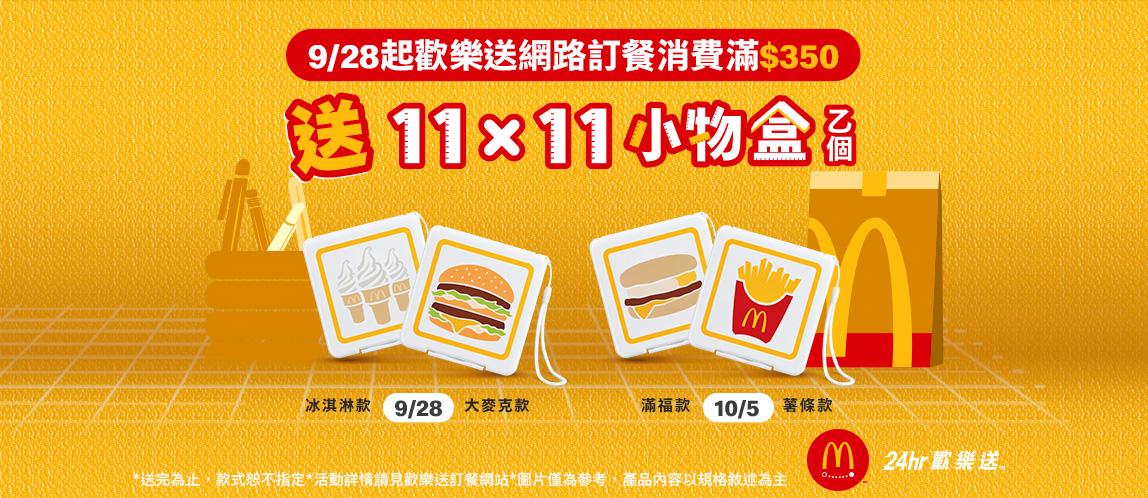 9/28起歡樂送網路訂餐消費滿$350
送 11×11 小物盒 乙個
冰淇淋款 9/28 大麥克款
滿福款 10/5 薯條款
24hr 歡樂送™
*送完為止，款式恕不指定*活動詳情請見歡樂送訂餐網站*圖片僅為參考，產品內容以規格敘述為主